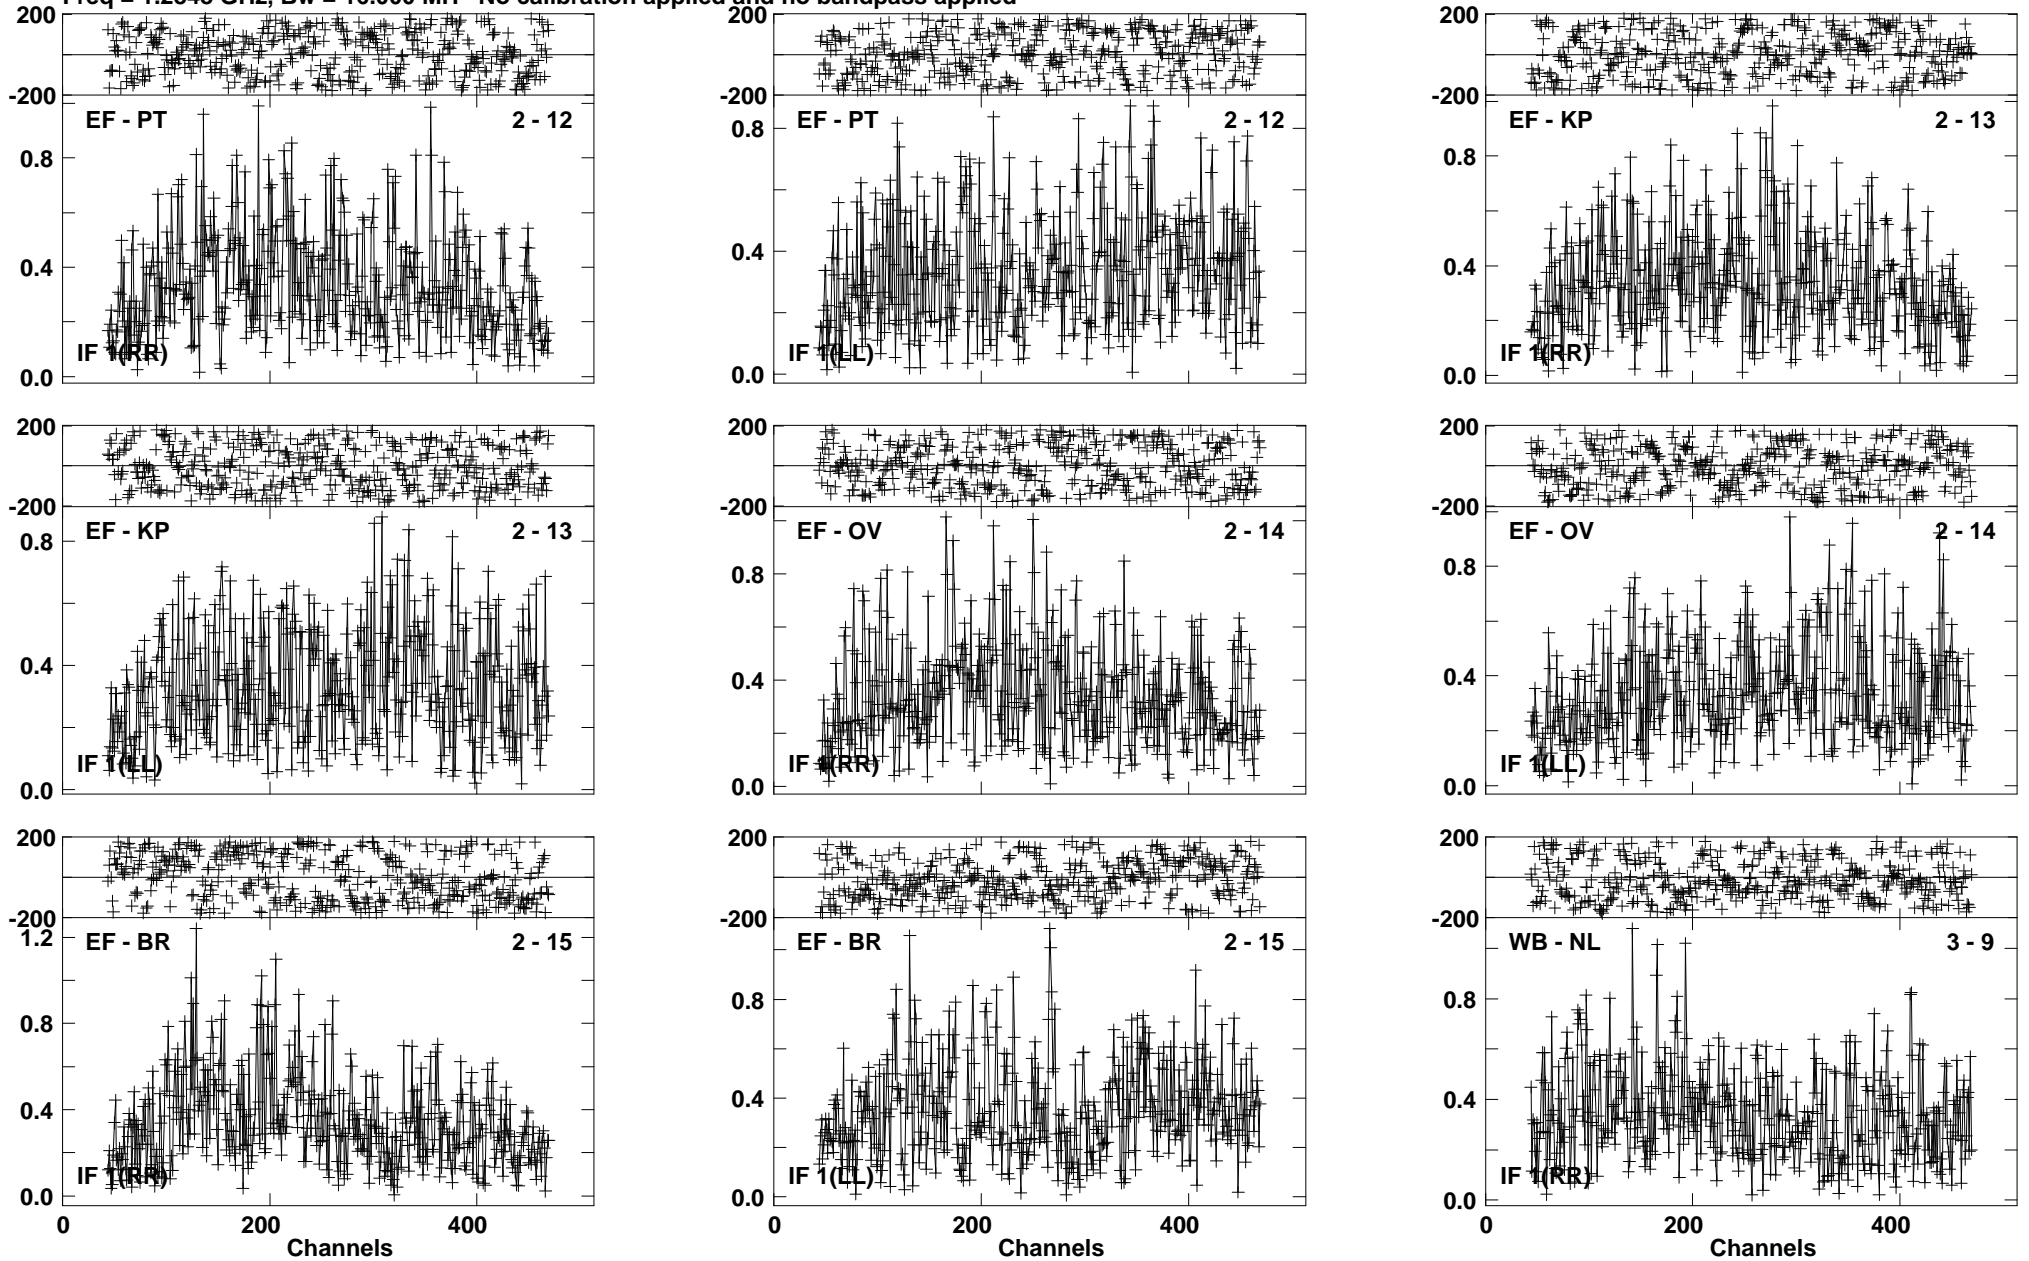 No calibration applied and no bandpass applied
200 200 200
-200 -200 -200
EF - PT 2 - 12 EF - PT 2 - 12 EF - KP 2 - 13
0.8 0.8 0.8
0.4 0.4 0.4
IF 1(RR) IF 1(LL) IF 1(RR)
0.0 0.0 0.0
200 200 200
-200 -200 -200
EF - KP 2 - 13 EF - OV 2 - 14 EF - OV 2 - 14
0.8 0.8 0.8
0.4 0.4 0.4
IF 1(LL) IF 1(RR) IF 1(LL)
0.0 0.0 0.0
200 200 200
-200 -200 -200
1.2 EF - BR 2 - 15 EF - BR 2 - 15 WB - NL 3 - 9
0.8 0.8 0.8
0.4 0.4 0.4
IF 1(RR) IF 1(LL) IF 1(RR)
0.0 0.0 0.0
0 200 400 0 200 400 0 200 400
Channels Channels Channels